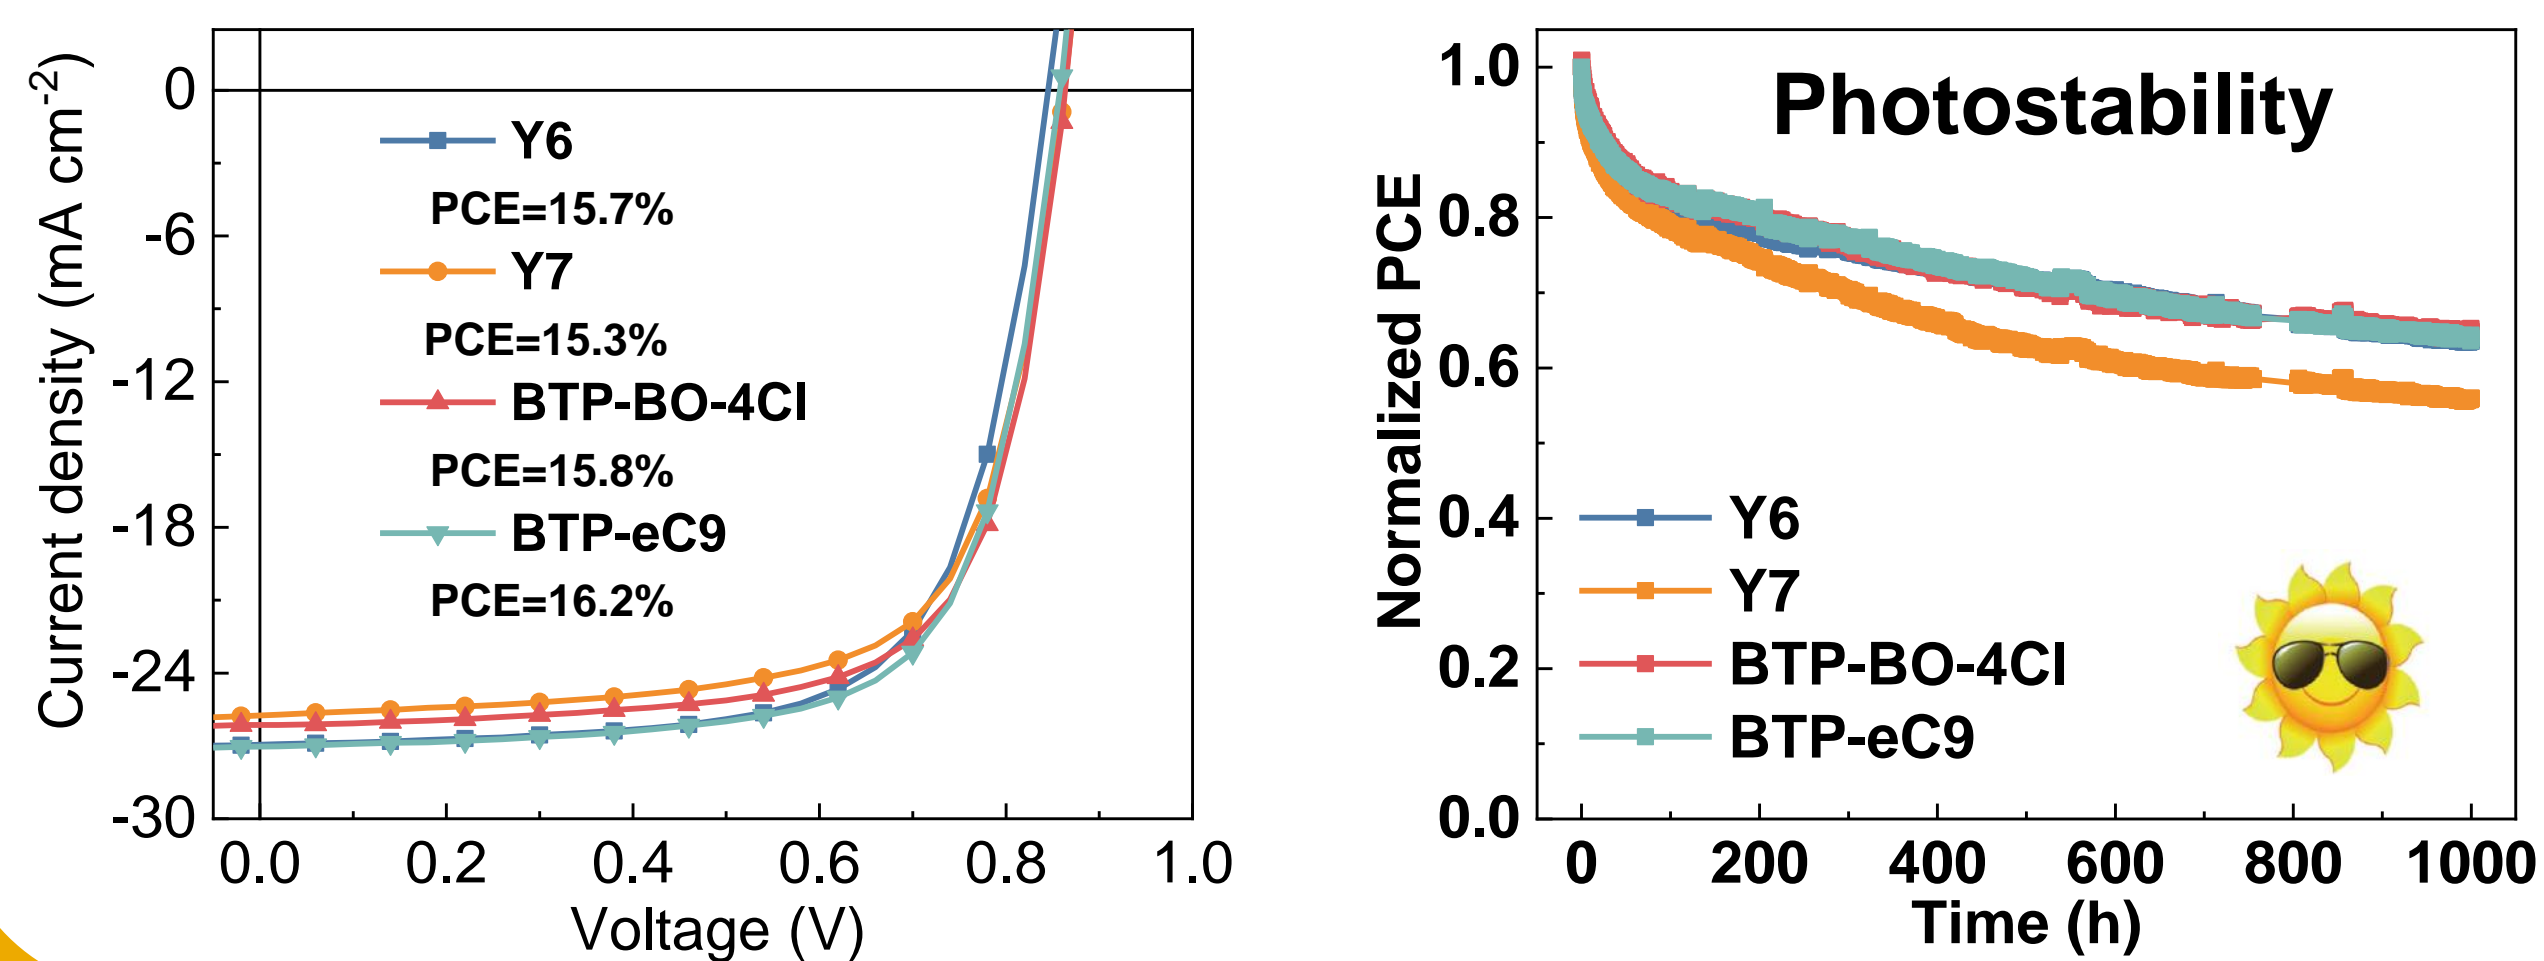 Current density (mA cm-2)
0
-6
-12
-18
-24
-30
Y6
PCE=15.7%
Y7
PCE=15.3%
BTP-BO-4Cl
PCE=15.8%
BTP-eC9
PCE=16.2%
0.0 0.2 0.4 0.6 0.8 1.0
Voltage (V)
Photostability
Normalized PCE
1.0
0.8
0.6
0.4
0.2
0.0
Y6
Y7
BTP-BO-4Cl
BTP-eC9
0 200 400 600 800 1000
Time (h)